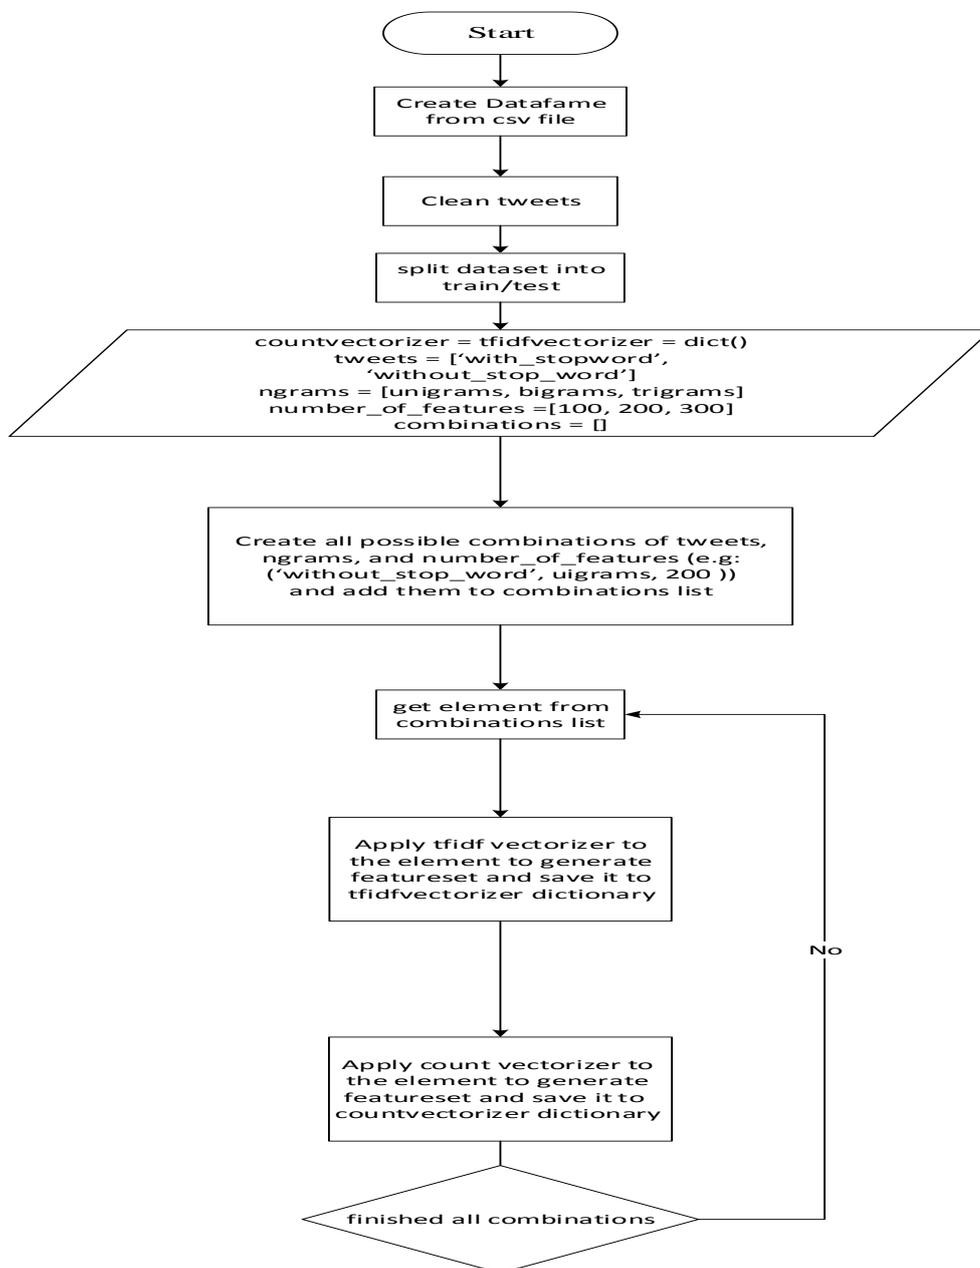 Start
Create Datafame
from csv file
Clean tweets
split dataset into
train/test
countvectorizer = tfidfvectorizer = dict()
tweets = [‘with_stopword’,
‘without_stop_word’]
ngrams = [unigrams, bigrams, trigrams]
number_of_features =[100, 200, 300]
combinations = []
Create all possible combinations of tweets,
ngrams, and number_of_features (e.g:
(‘without_stop_word’, uigrams, 200 ))
and add them to combinations list
get element from
combinations list
Apply tfidf vectorizer to
the element to generate
featureset and save it to
tfidfvectorizer dictionary
No
Apply count vectorizer to
the element to generate
featureset and save it to
countvectorizer dictionary
finished all combinations